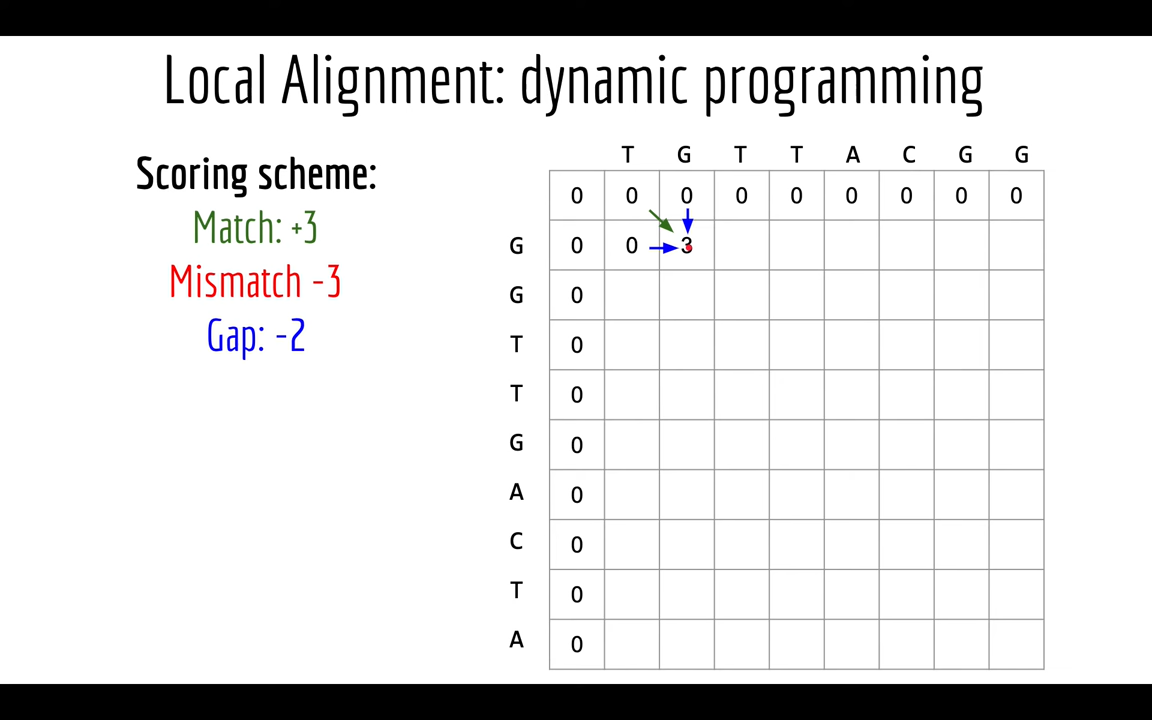 Local Alignment: dynamic programming
Scoring scheme:
Match: +3
Mismatch -3
Gap: -2
T G T T A C G G
0 0 0 0 0 0 0 0 0
G 0 0 3
G 0
T 0
T 0
G 0
A 0
C 0
T 0
A 0